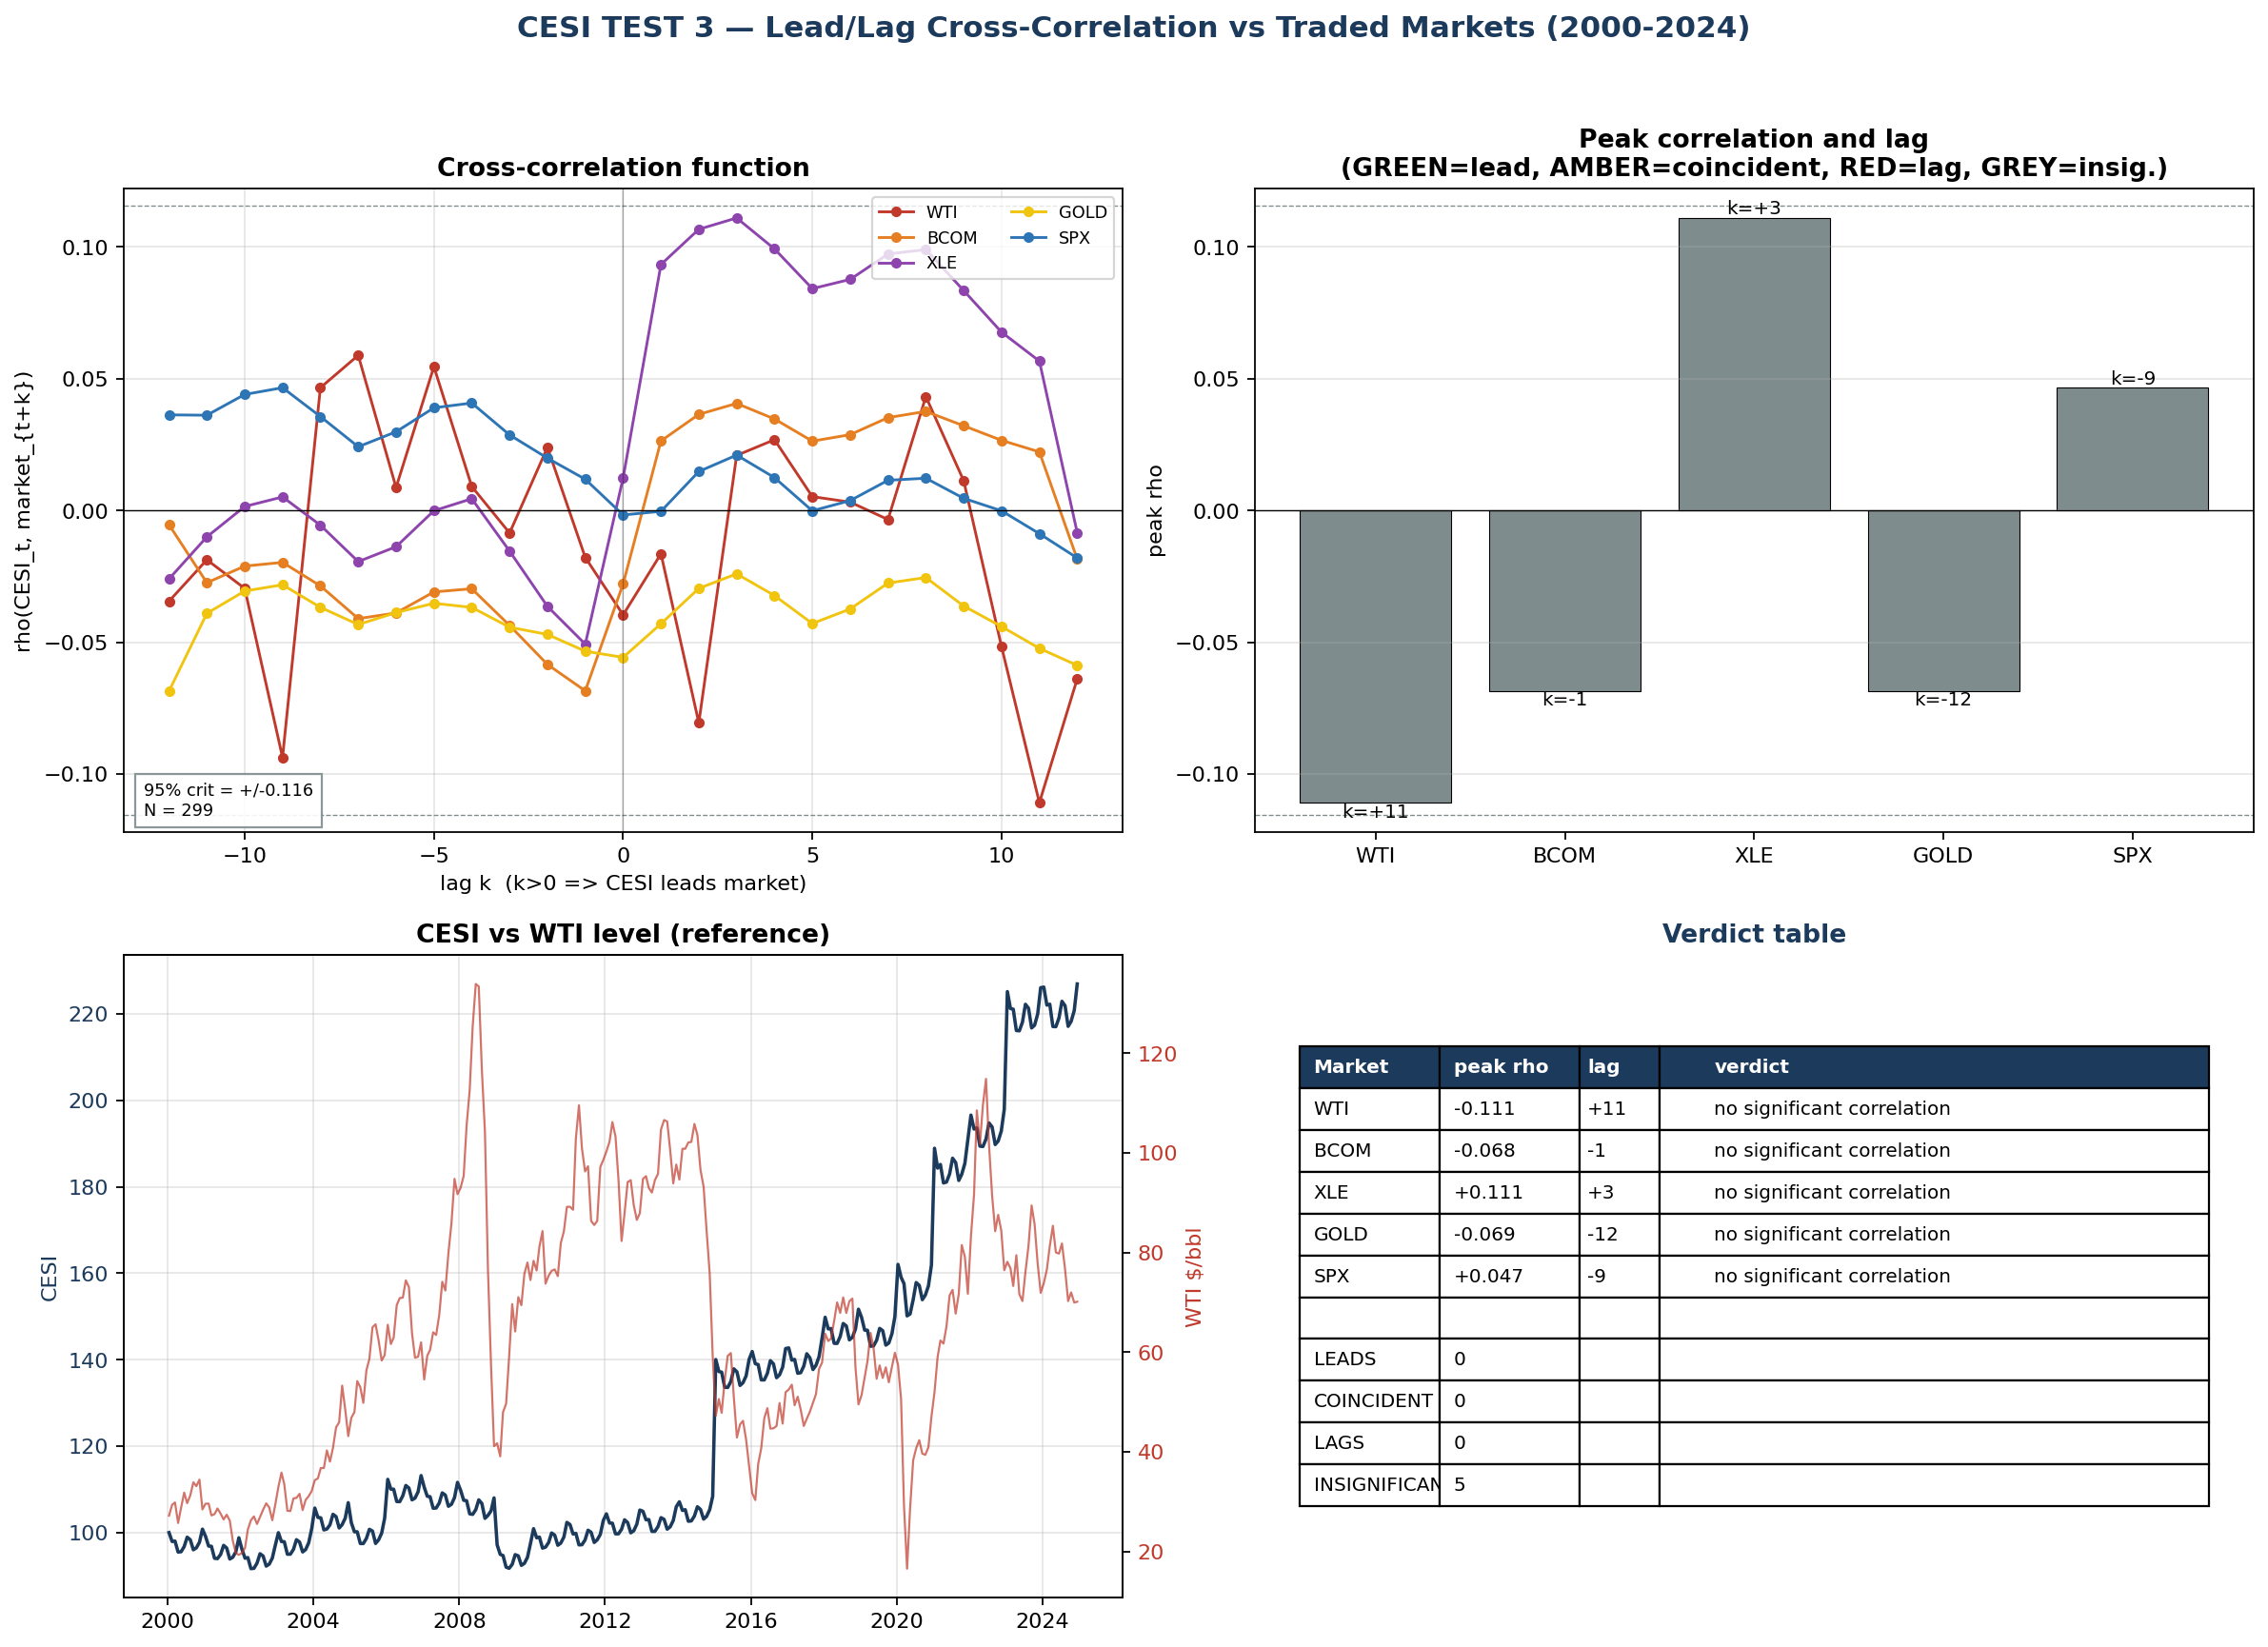 CESI TEST 3 — Lead/Lag Cross-Correlation vs Traded Markets (2000-2024)
Cross-correlation function
rho(CESI_t, market_{t+k})
0.10
0.05
0.00
−0.05
−0.10
WTI
BCOM
XLE
GOLD
SPX
95% crit = +/-0.116
N = 299
−10
−5
0
5
10
lag k  (k>0 => CESI leads market)
Peak correlation and lag
(GREEN=lead, AMBER=coincident, RED=lag, GREY=insig.)
peak rho
0.10
0.05
0.00
−0.05
−0.10
k=+11
k=-1
k=+3
k=-12
k=-9
WTI
BCOM
XLE
GOLD
SPX
CESI vs WTI level (reference)
CESI
220
200
180
160
140
120
100
120
100
80
60
40
20
WTI $/bbl
2000
2004
2008
2012
2016
2020
2024
Verdict table
Market peak rho lag verdict
WTI -0.111 +11 no significant correlation
BCOM -0.068 -1 no significant correlation
XLE +0.111 +3 no significant correlation
GOLD -0.069 -12 no significant correlation
SPX +0.047 -9 no significant correlation
LEADS 0
COINCIDENT 0
LAGS 0
INSIGNIFICAN 5